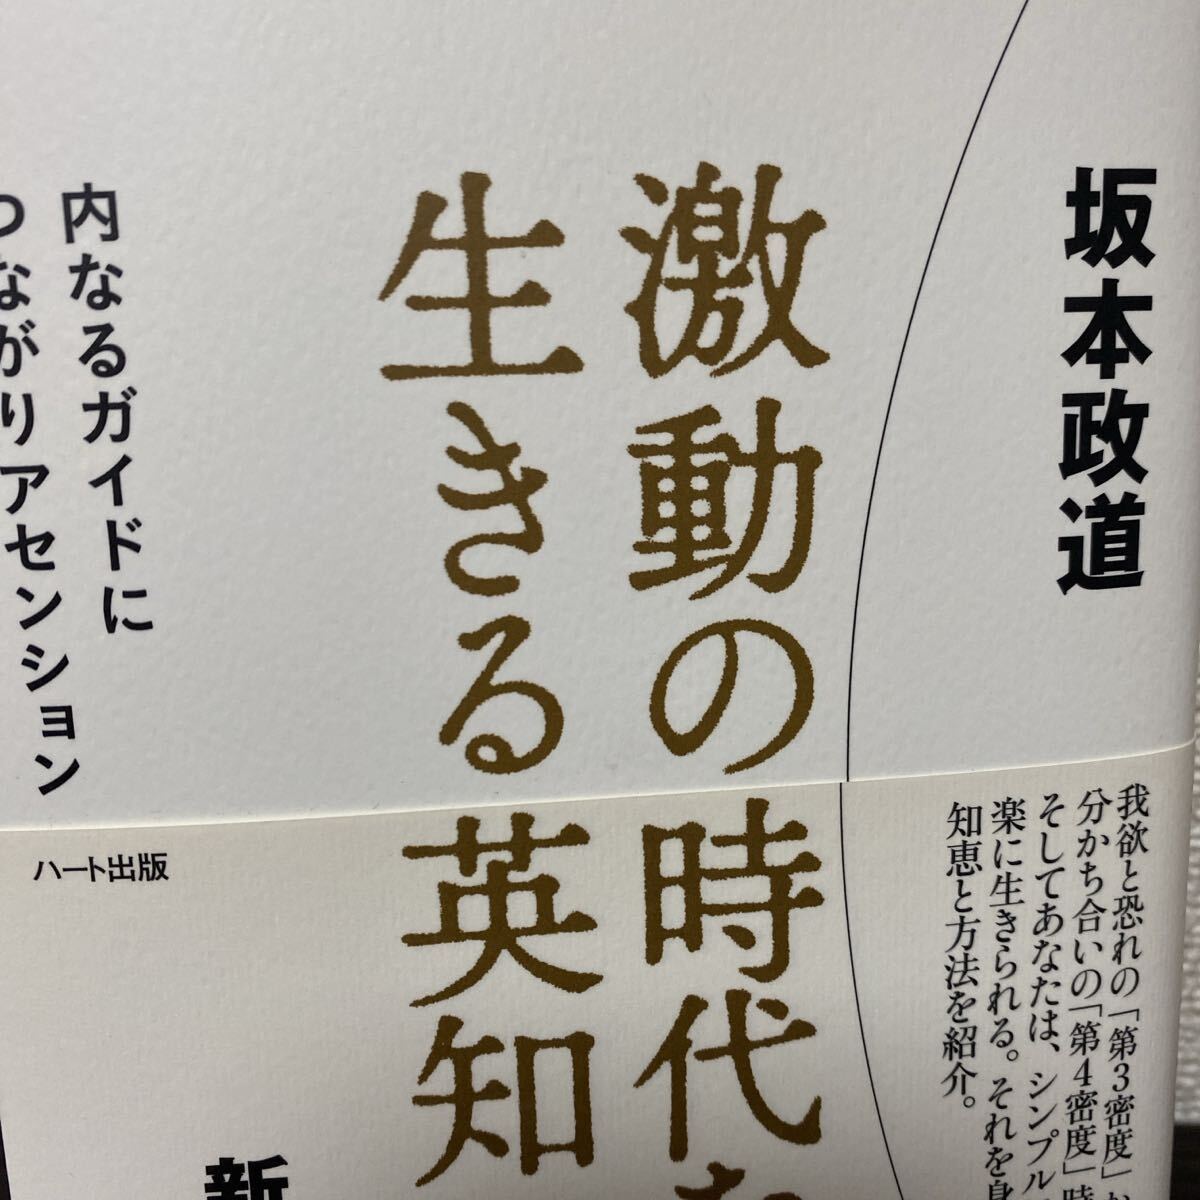 坂本政道
激動の時代
生きる英知
内なるガイドに
つながりアセンション
我欲と恐れの「第3密度」か
分かち合いの「第4密度」時
そしてあなたは、シンプル
楽に生きられる。それを身
知恵と方法を紹介。
ハート出版
新